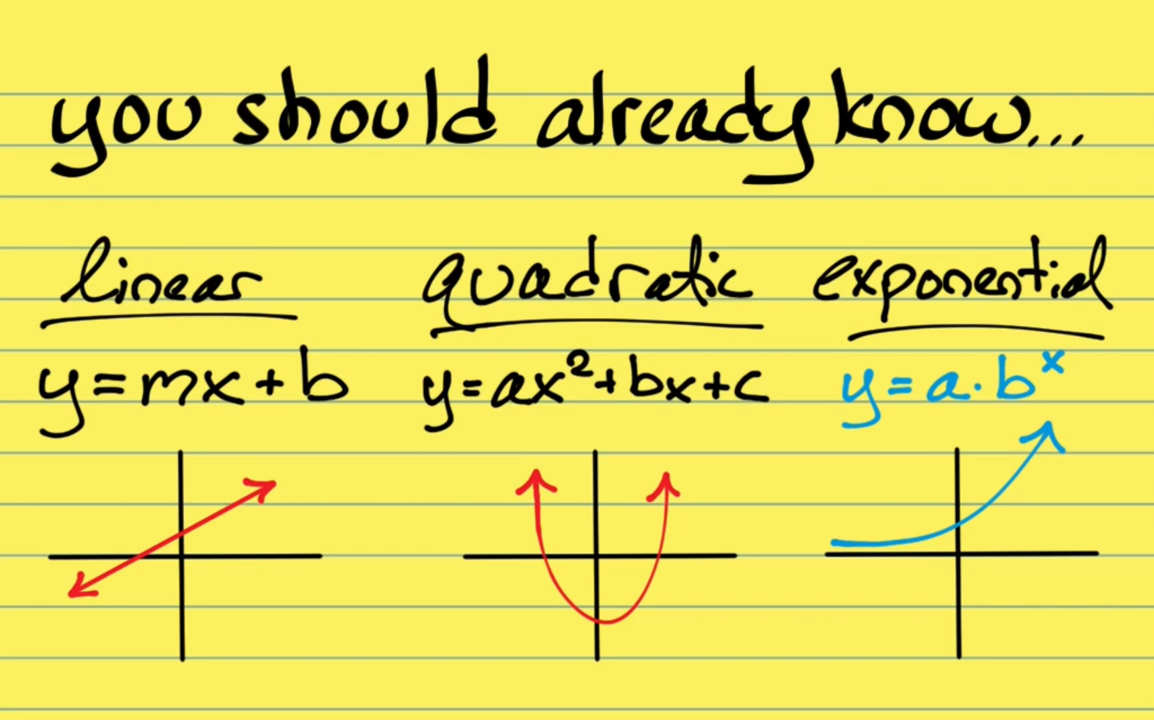 you should already know...
linear quadratic exponential
y=mx+b y=ax²+bx+c y=a·bˣ